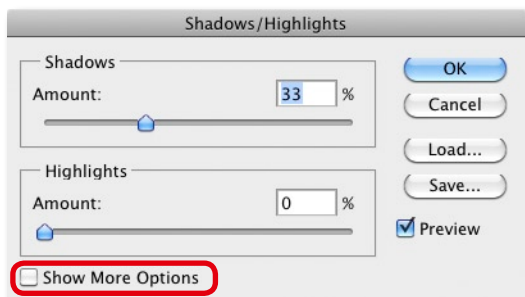 Shadows/Highlights
Shadows
Amount:
33 %
Highlights
Amount:
0 %
Show More Options
OK
Cancel
Load...
Save...
Preview